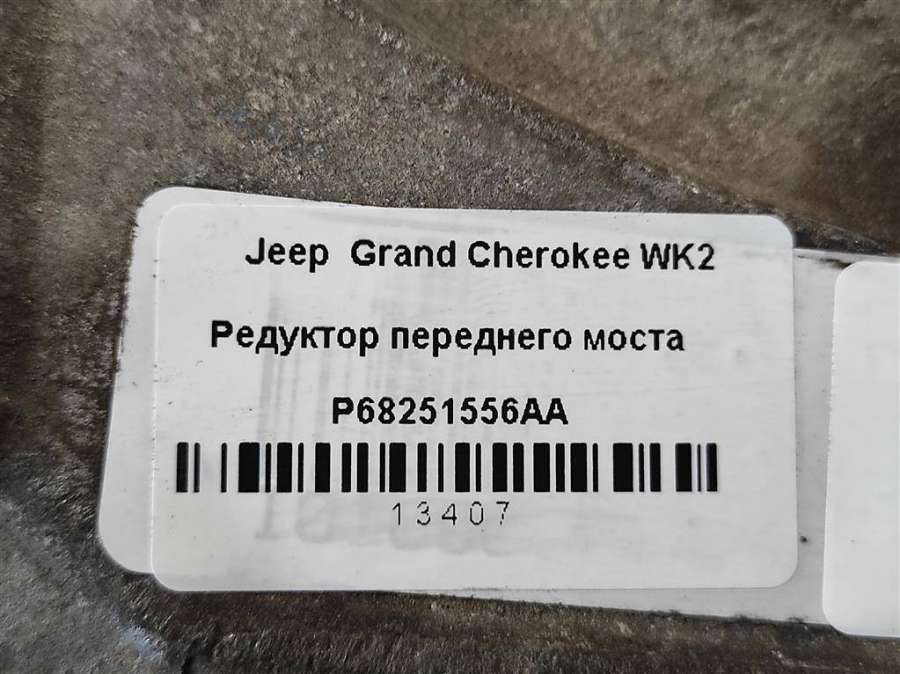 Jeep Grand Cherokee WK2
Редуктор переднего моста
P68251556AA
13407